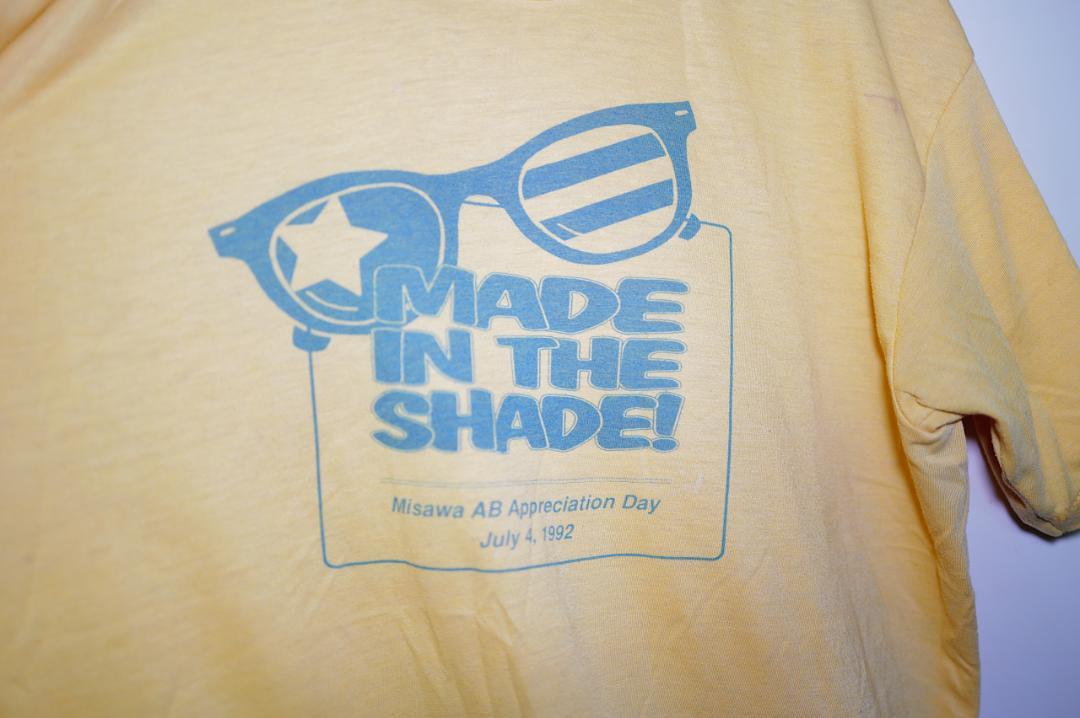 MADE
IN THE
SHADE!
Misawa AB Appreciation Day
July 4, 1992